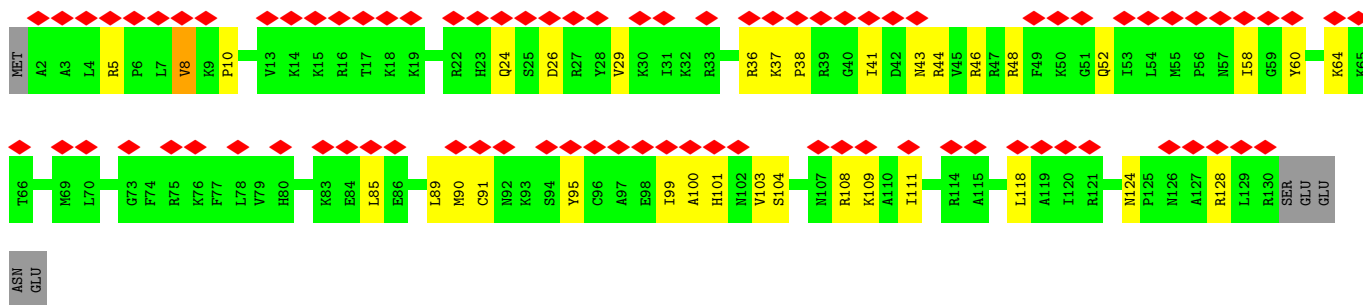 MET A2 A3 L4 R5 P6 L7 V8 K9 P10 V13 K14 K15 R16 T17 K18 K19 R22 H23 Q24 S25 D26 R27 Y28 V29 K30 I31 K32 R33 R36 K37 P38 R39 G40 I41 D42 N43 R44 V45 R46 R47 R48 F49 K50 G51 Q52 I53 L54 M55 P56 N57 I58 G59 Y60 K64 K65
T66 M69 L70 G73 F74 R75 K76 F77 L78 V79 H80 K83 E84 L85 E86 L89 M90 C91 N92 K93 S94 Y95 C96 A97 E98 I99 A100 H101 N102 V103 S104 N107 R108 K109 A110 I111 R114 A115 L118 A119 I120 R121 N124 P125 N126 A127 R128 L129 R130 SER GLU GLU
ASN GLU